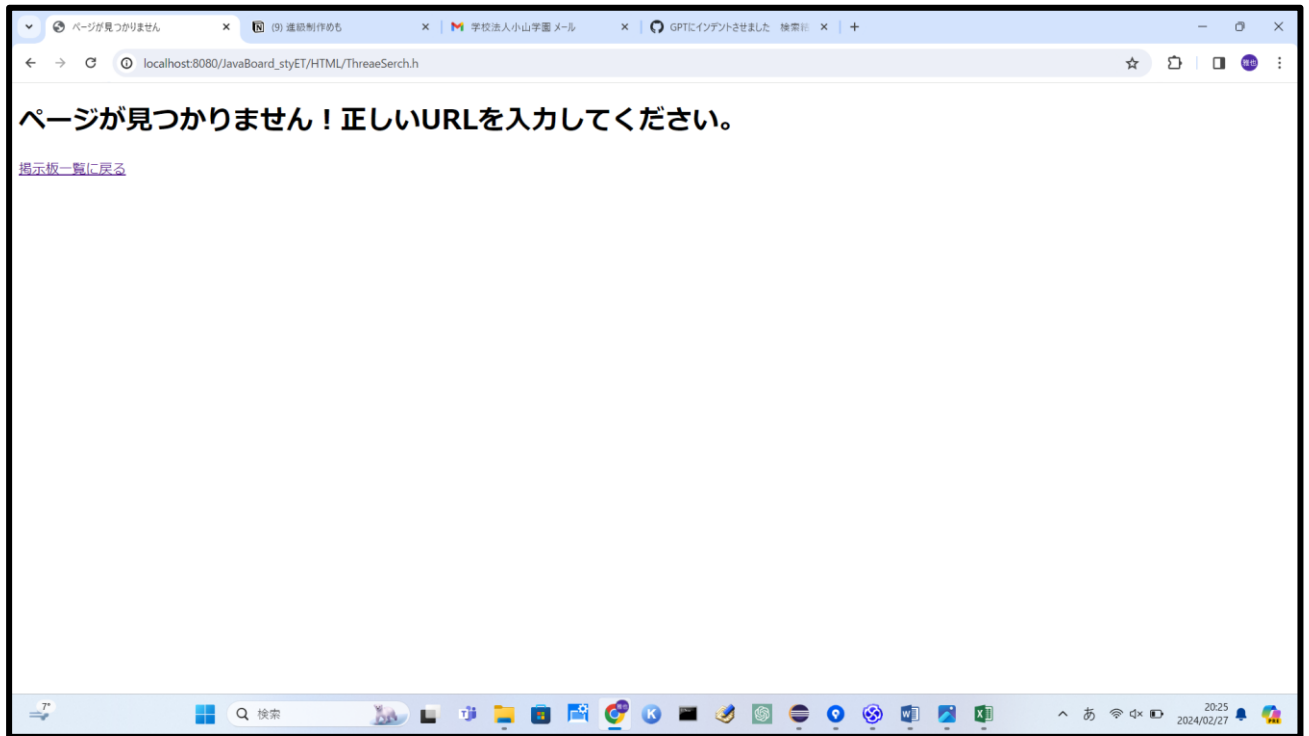 ページが見つかりません
(9) 進級制作めも
学校法人小山学園 メール
GPTにインデントさせました 検索
localhost:8080/JavaBoard_styET/HTML/ThreaeSerch.h
ページが見つかりません！正しいURLを入力してください。
掲示板一覧に戻る
7°
検索
あ
20:25
2024/02/27